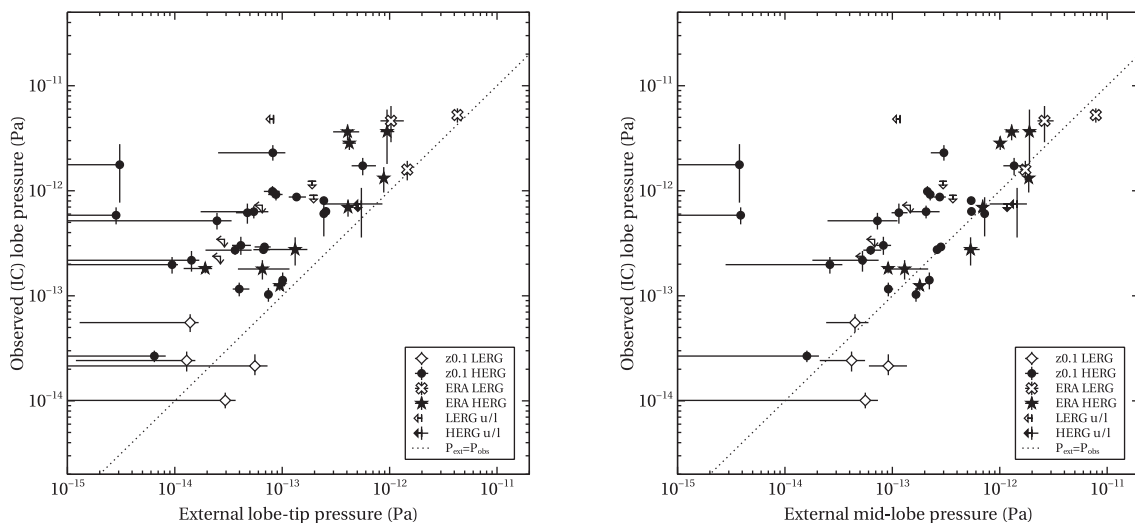 Observed (IC) lobe pressure (Pa)
10⁻¹¹
10⁻¹²
10⁻¹³
10⁻¹⁴
z0.1 LERG
z0.1 HERG
ERA LERG
ERA HERG
LERG u/l
HERG u/l
P_ext=P_obs
10⁻¹⁵ 10⁻¹⁴ 10⁻¹³ 10⁻¹² 10⁻¹¹
External lobe-tip pressure (Pa)
Observed (IC) lobe pressure (Pa)
10⁻¹¹
10⁻¹²
10⁻¹³
10⁻¹⁴
z0.1 LERG
z0.1 HERG
ERA LERG
ERA HERG
LERG u/l
HERG u/l
P_ext=P_obs
10⁻¹⁵ 10⁻¹⁴ 10⁻¹³ 10⁻¹² 10⁻¹¹
External mid-lobe pressure (Pa)